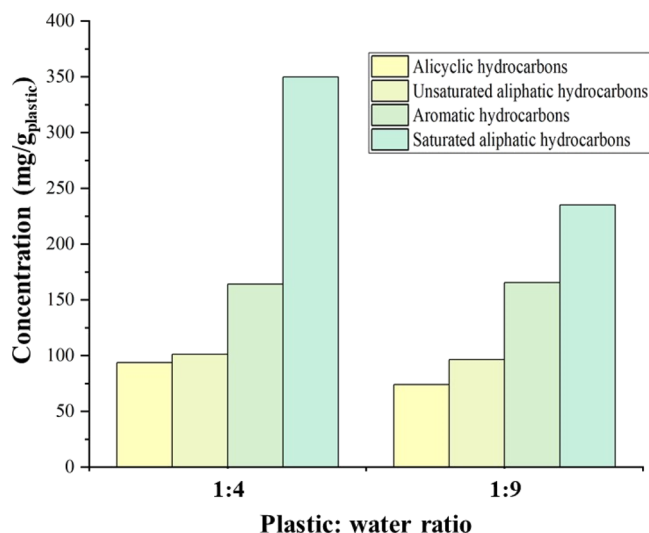 400
350
300
250
200
150
100
50
0
Concentration (mg/gplastic)
Alicyclic hydrocarbons
Unsaturated aliphatic hydrocarbons
Aromatic hydrocarbons
Saturated aliphatic hydrocarbons
1:4 1:9
Plastic: water ratio